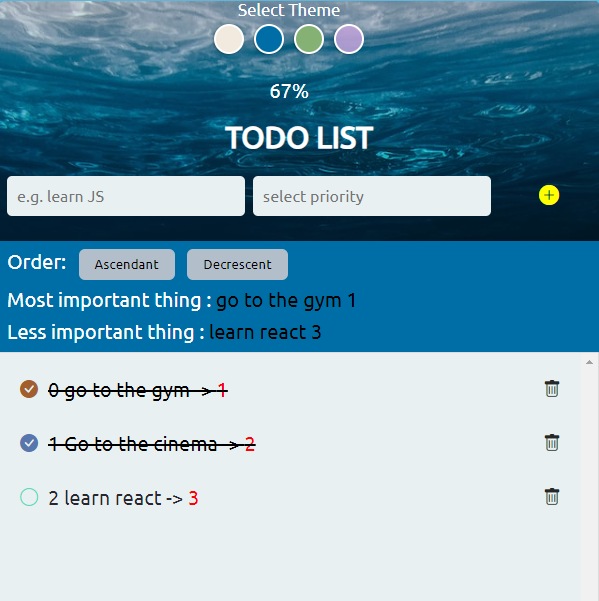 Select Theme
67%
TODO LIST
e.g. learn JS select priority
Order: Ascendant Decrescent
Most important thing : go to the gym 1
Less important thing : learn react 3
0 go to the gym -> 1
1 Go to the cinema -> 2
2 learn react -> 3